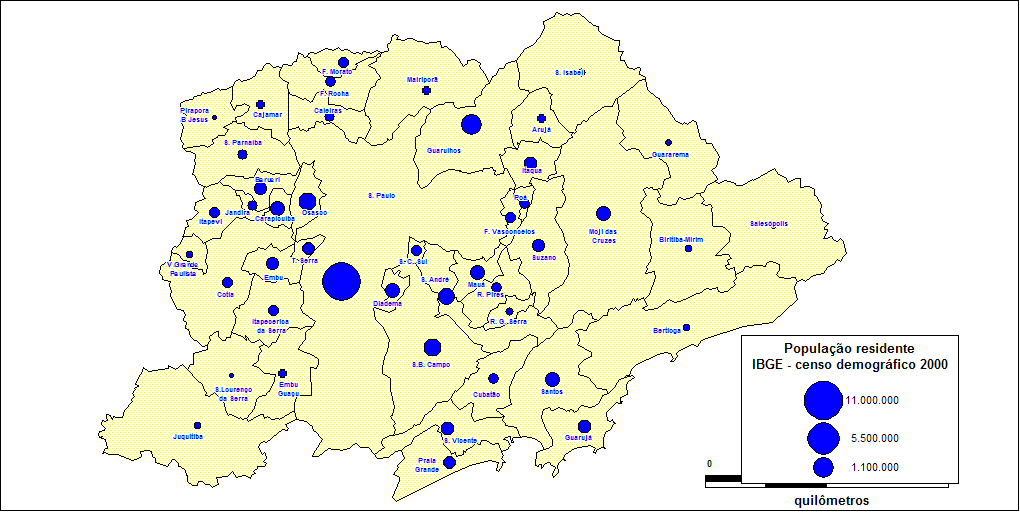 F. Morato
S. Isabel
Mairiporã
F. Rocha
Pirapora
B Jesus
Cajamar
Caieiras
Arujá
S. Parnaíba
Guarulhos
Guararema
Itaqua
Barueri
S. Paulo
Poá
Jandira
Carapicuiba
Osasco
Itapevi
F. Vasconcelos
Moji das
Cruzes
Salesópolis
Biritiba-Mirim
Suzano
V.Grande
Paulista
T. Serra
S. C. Sul
Embu
S. André
Mauá
Cotia
Diadema
R. Pires
Itapecerica
da Serra
R. G. Serra
Bertioga
S.B. Campo
S.Lourenço
da Serra
Embu
Guaçu
Cubatão
Santos
Juquitiba
S. Vicente
Guarujá
Praia
Grande
População residente
IBGE - censo demográfico 2000
11.000.000
5.500.000
1.100.000
0
quilômetros